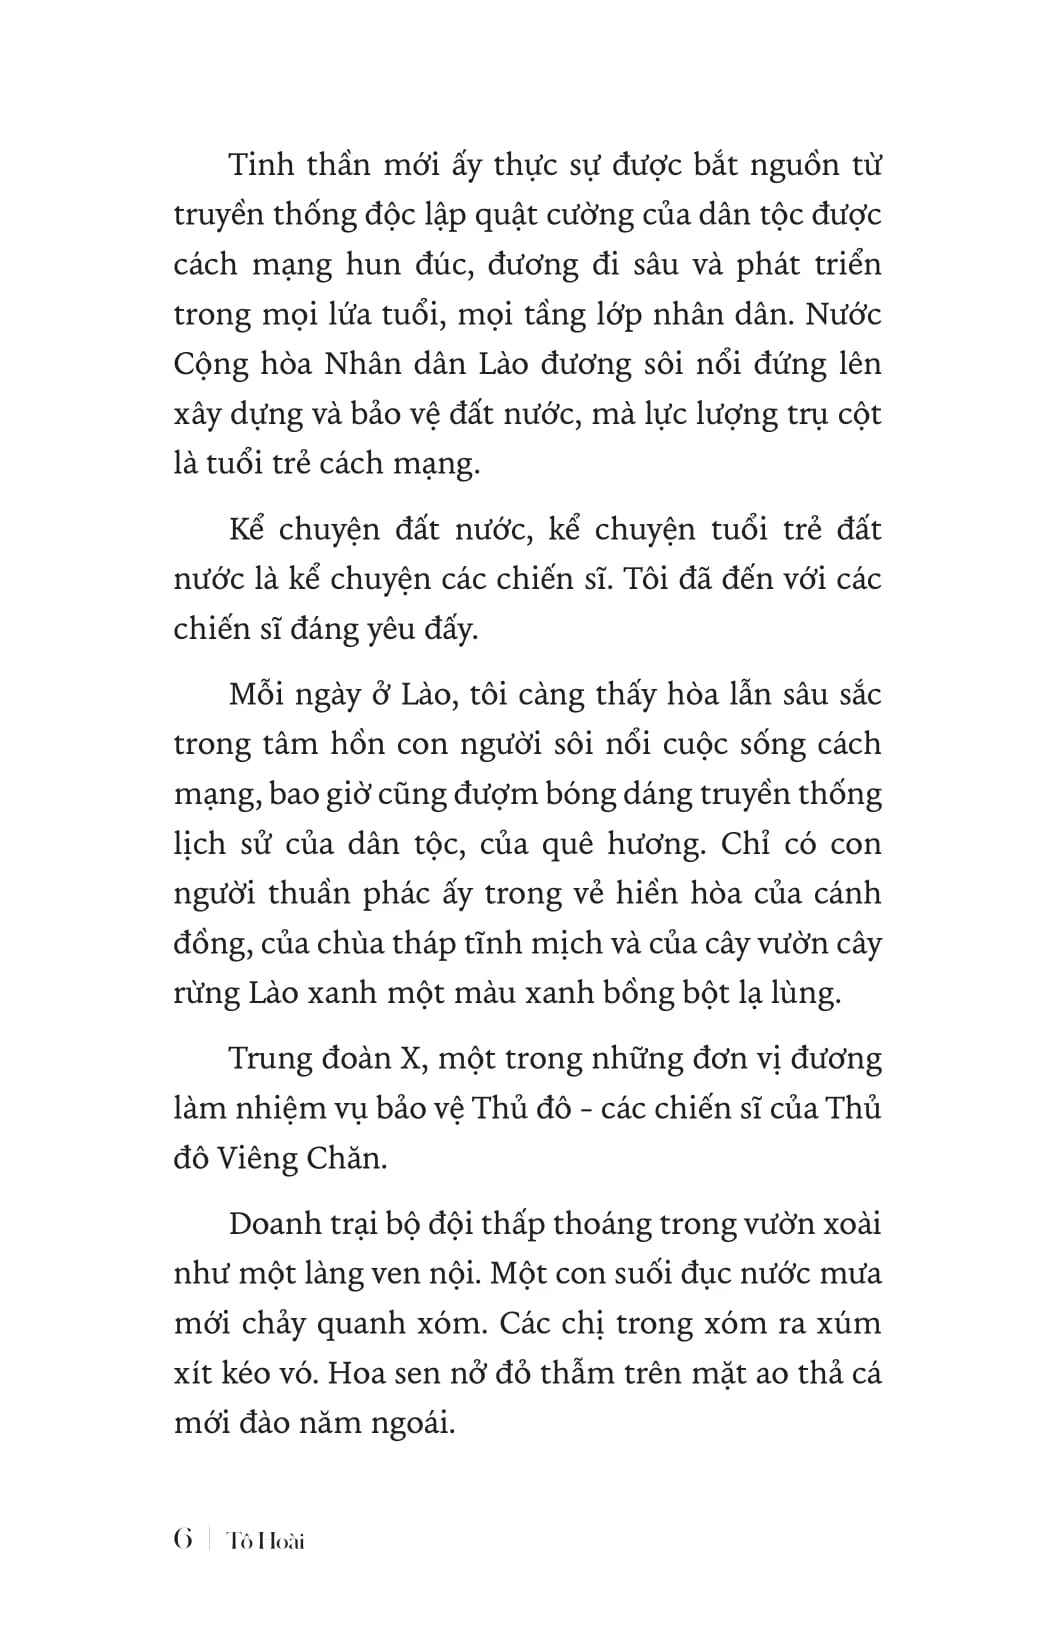 Tinh thần mới ấy thực sự được bắt nguồn từ
truyền thống độc lập quật cường của dân tộc được
cách mạng hun đúc, đương đi sâu và phát triển
trong mọi lứa tuổi, mọi tầng lớp nhân dân. Nước
Cộng hòa Nhân dân Lào đương sôi nổi đứng lên
xây dựng và bảo vệ đất nước, mà lực lượng trụ cột
là tuổi trẻ cách mạng.
Kể chuyện đất nước, kể chuyện tuổi trẻ đất
nước là kể chuyện các chiến sĩ. Tôi đã đến với các
chiến sĩ đáng yêu đấy.
Mỗi ngày ở Lào, tôi càng thấy hòa lẫn sâu sắc
trong tâm hồn con người sôi nổi cuộc sống cách
mạng, bao giờ cũng đượm bóng dáng truyền thống
lịch sử của dân tộc, của quê hương. Chỉ có con
người thuần phác ấy trong vẻ hiền hòa của cánh
đồng, của chùa tháp tĩnh mịch và của cây vườn cây
rừng Lào xanh một màu xanh bồng bột lạ lùng.
Trung đoàn X, một trong những đơn vị đương
làm nhiệm vụ bảo vệ Thủ đô – các chiến sĩ của Thủ
đô Viêng Chăn.
Doanh trại bộ đội thấp thoáng trong vườn xoài
như một làng ven nội. Một con suối đục nước mưa
mới chảy quanh xóm. Các chị trong xóm ra xúm
xít kéo vó. Hoa sen nở đỏ thẫm trên mặt ao thả cá
mới đào năm ngoái.
6 | Tô Hoài